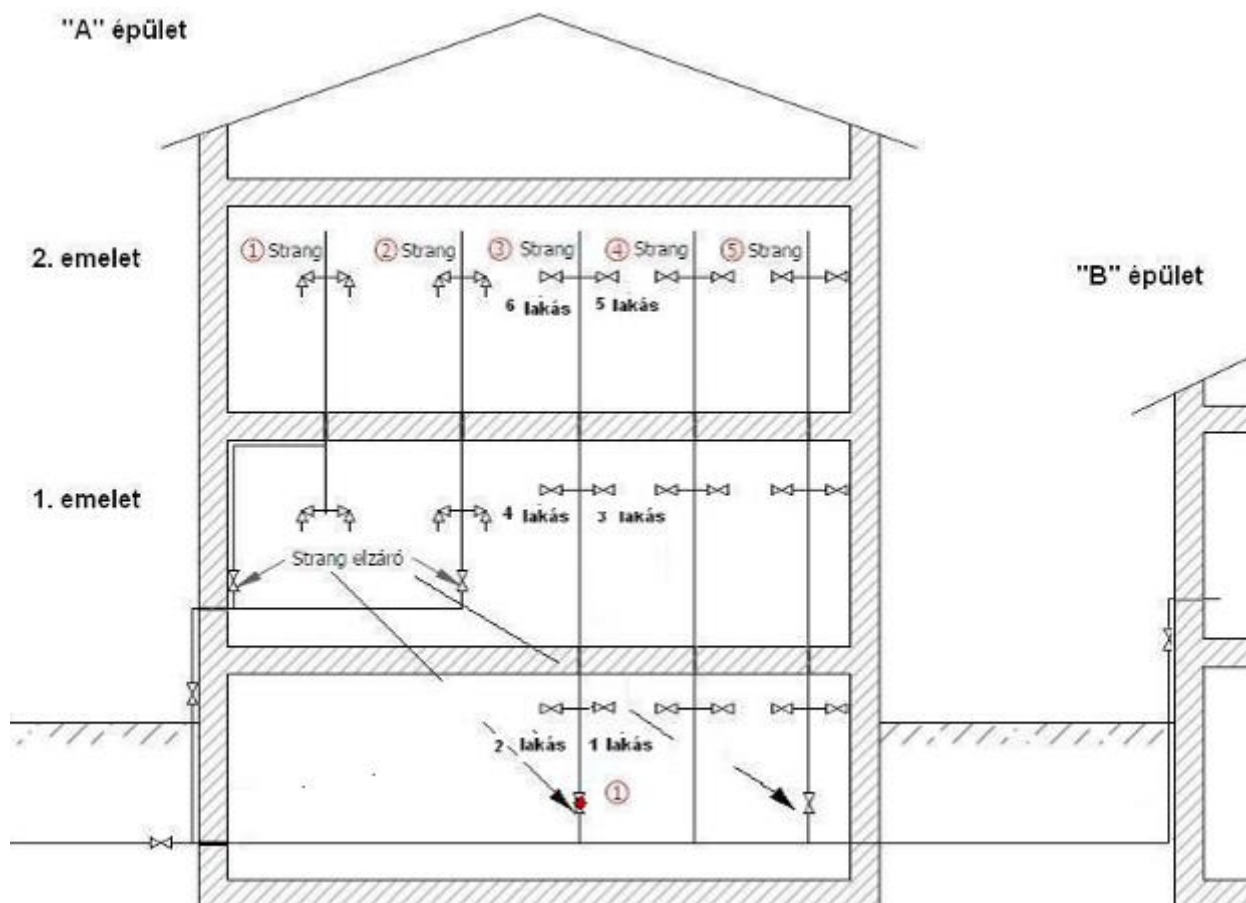 "A" épület
2. emelet
① Strang ② Strang ③ Strang ④ Strang ⑤ Strang
6 lakás 5 lakás
"B" épület
1. emelet
4 lakás 3 lakás
Strang elzáró
2 lakás 1 lakás
①